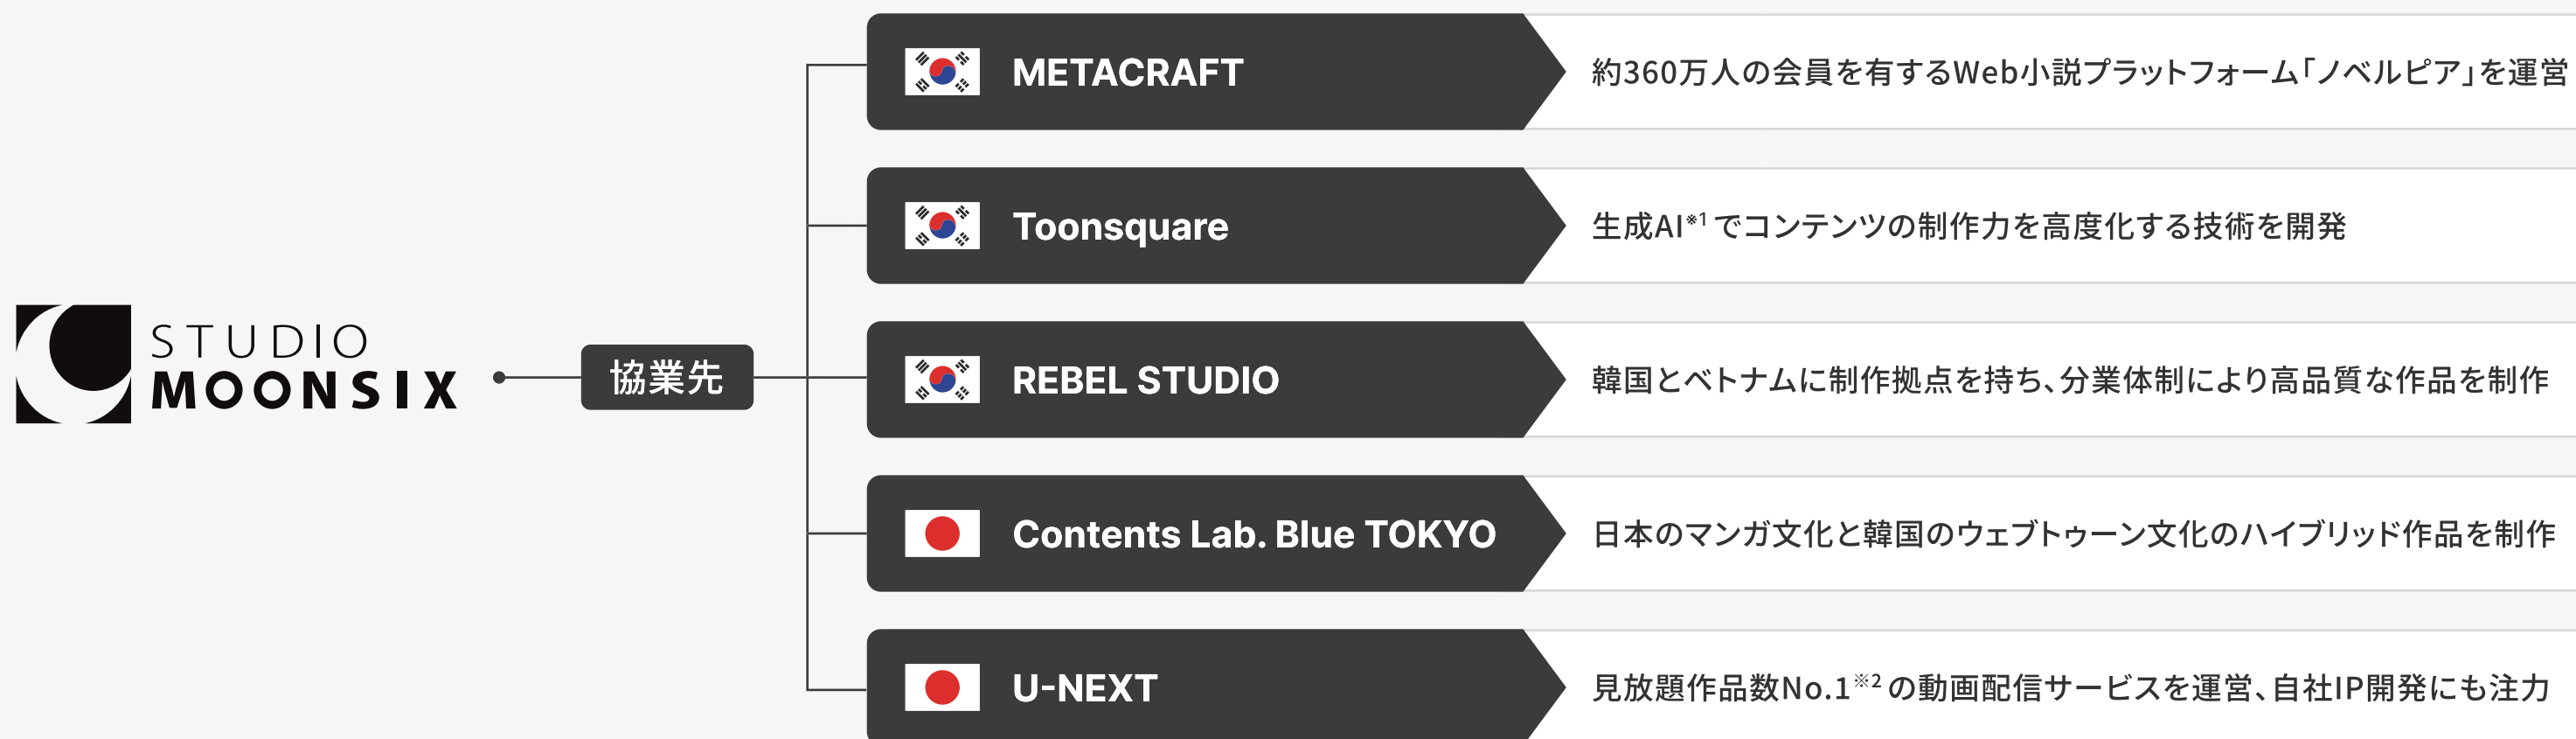 STUDIO
MOONSIX
協業先
METACRAFT
約360万人の会員を有するWeb小説プラットフォーム「ノベルピア」を運営
Toonsquare
生成AI※1でコンテンツの制作力を高度化する技術を開発
REBEL STUDIO
韓国とベトナムに制作拠点を持ち、分業体制により高品質な作品を制作
Contents Lab. Blue TOKYO
日本のマンガ文化と韓国のウェブトゥーン文化のハイブリッド作品を制作
U-NEXT
見放題作品数No.1※2の動画配信サービスを運営、自社IP開発にも注力